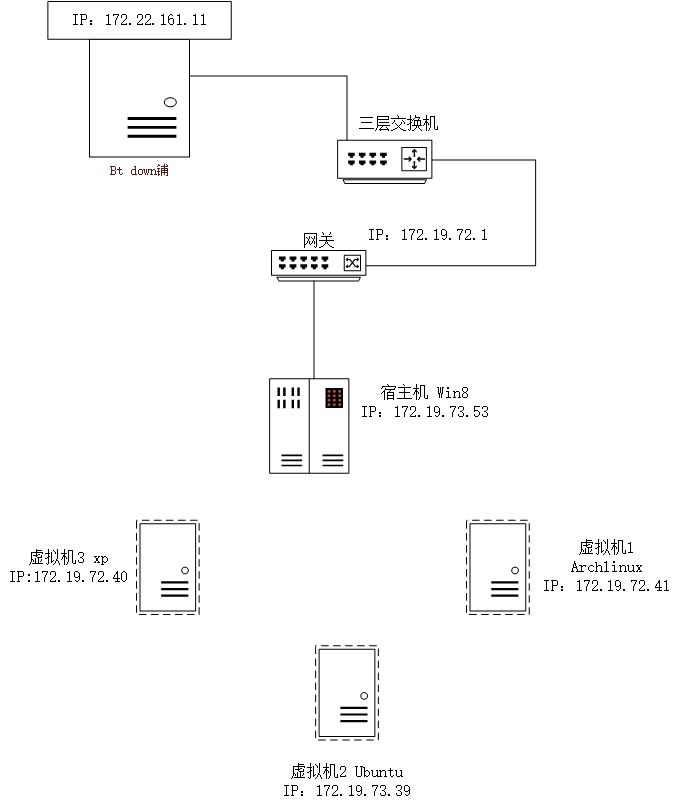 IP: 172.22.161.11
Bt down铺
三层交换机
网关
IP: 172.19.72.1
宿主机 Win8
IP: 172.19.73.53
虚拟机3 xp
IP:172.19.72.40
虚拟机1
Archlinux
IP: 172.19.72.41
虚拟机2 Ubuntu
IP: 172.19.73.39